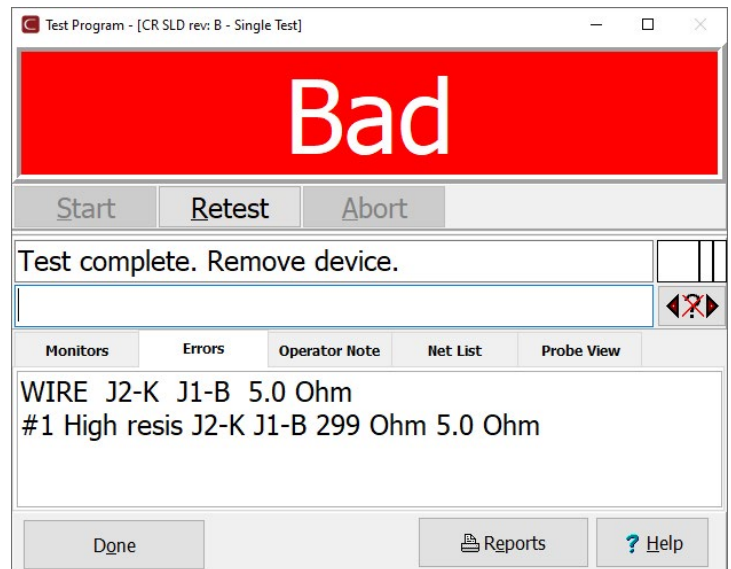 Test Program - [CR SLD rev: B - Single Test]
Bad
Start Retest Abort
Test complete. Remove device.
Monitors Errors Operator Note Net List Probe View
WIRE J2-K J1-B 5.0 Ohm
#1 High resis J2-K J1-B 299 Ohm 5.0 Ohm
Done Reports ? Help